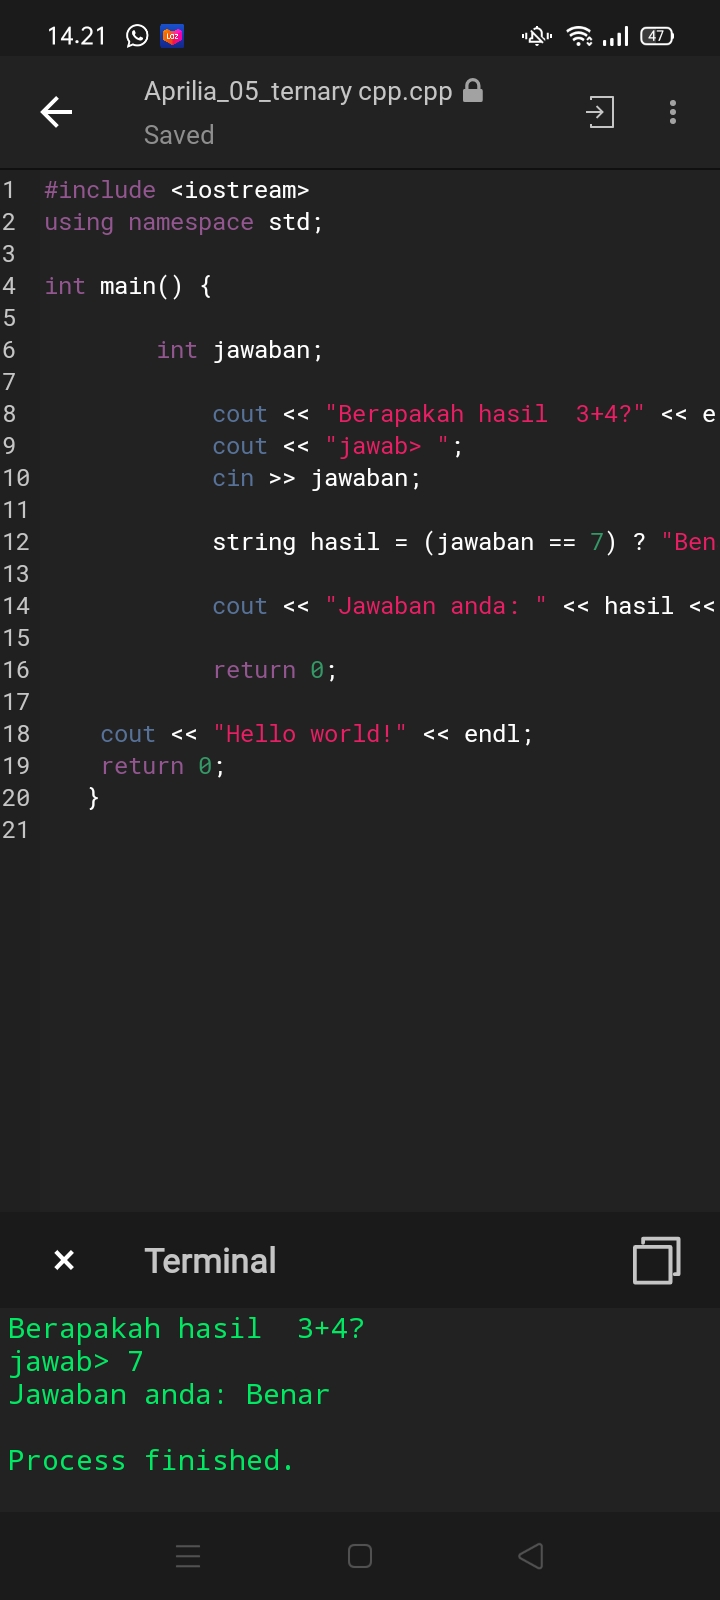 14.21 Laz 47
Aprilia_05_ternary cpp.cpp
Saved
1 #include <iostream>
2 using namespace std;
3
4 int main() {
5
6 int jawaban;
7
8 cout << "Berapakah hasil  3+4?" << e
9 cout << "jawab> ";
10 cin >> jawaban;
11
12 string hasil = (jawaban == 7) ? "Ben
13
14 cout << "Jawaban anda: " << hasil <<
15
16 return 0;
17
18 cout << "Hello world!" << endl;
19 return 0;
20 }
21
Terminal
Berapakah hasil  3+4?
jawab> 7
Jawaban anda: Benar
Process finished.